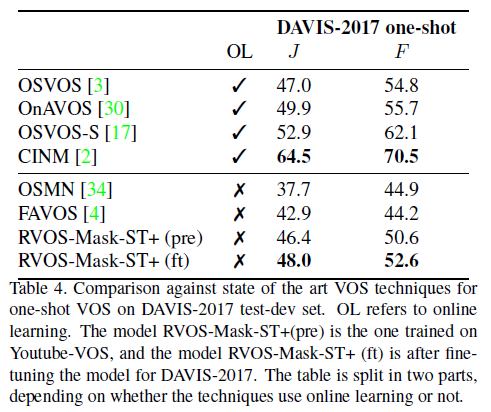 DAVIS-2017 one-shot
OL J F
OSVOS [3] ✓ 47.0 54.8
OnAVOS [30] ✓ 49.9 55.7
OSVOS-S [17] ✓ 52.9 62.1
CINM [2] ✓ 64.5 70.5
OSMN [34] ✗ 37.7 44.9
FAVOS [4] ✗ 42.9 44.2
RVOS-Mask-ST+ (pre) ✗ 46.4 50.6
RVOS-Mask-ST+ (ft) ✗ 48.0 52.6
Table 4. Comparison against state of the art VOS techniques for
one-shot VOS on DAVIS-2017 test-dev set. OL refers to online
learning. The model RVOS-Mask-ST+(pre) is the one trained on
Youtube-VOS, and the model RVOS-Mask-ST+ (ft) is after fine-
tuning the model for DAVIS-2017. The table is split in two parts,
depending on whether the techniques use online learning or not.